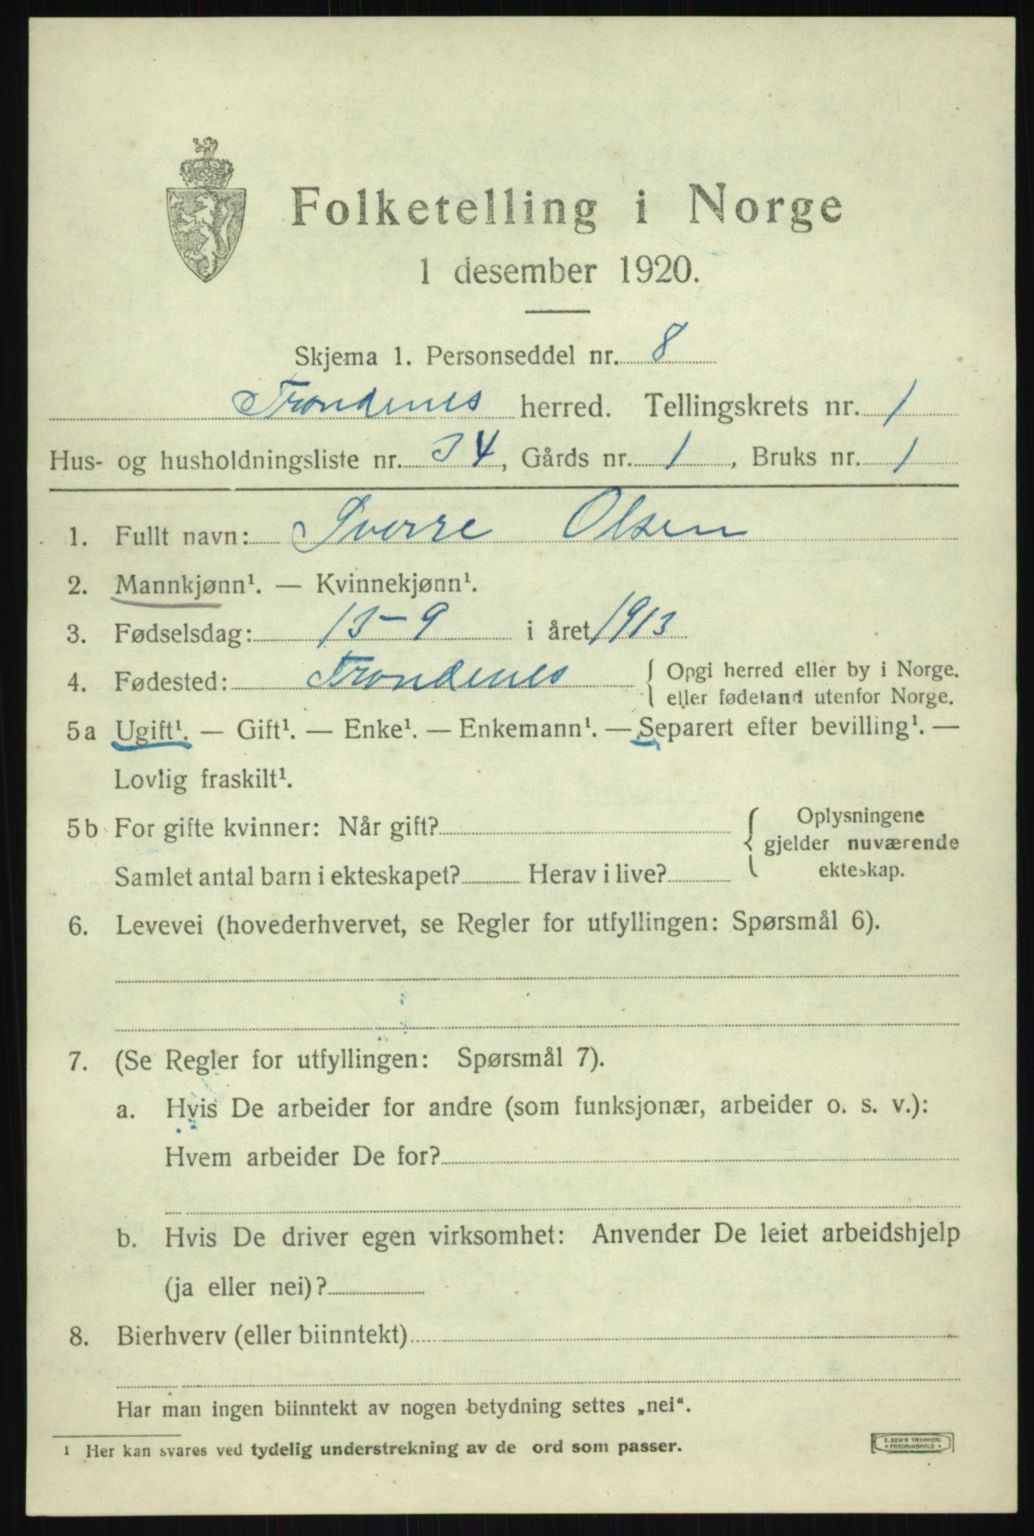 Folketelling i Norge
1 desember 1920.
Skjema 1. Personseddel nr. 8
Trondenes herred. Tellingskrets nr. 1
Hus- og husholdningsliste nr. 34, Gårds nr. 1, Bruks nr. 1
1. Fullt navn: Sverre Olsen
2. Mannkjønn¹. — Kvinnekjønn¹.
3. Fødselsdag: 13-9 i året 1913
4. Fødested: Trondenes { Opgi herred eller by i Norge.
eller fødeland utenfor Norge.
5a Ugift¹. — Gift¹. — Enke¹. — Enkemann¹. — Separert efter bevilling¹. —
Lovlig fraskilt¹.
5b For gifte kvinner: Når gift?
Samlet antal barn i ekteskapet? Herav i live?
{ Oplysningene
gjelder nuværende
ekteskap.
6. Levevei (hovederhvervet, se Regler for utfyllingen: Spørsmål 6).
7. (Se Regler for utfyllingen: Spørsmål 7).
a. Hvis De arbeider for andre (som funksjonær, arbeider o. s. v.):
Hvem arbeider De for?
b. Hvis De driver egen virksomhet: Anvender De leiet arbeidshjelp
(ja eller nei)?
8. Bierhverv (eller biinntekt)
Har man ingen biinntekt av nogen betydning settes „nei“.
¹ Her kan svares ved tydelig understrekning av de ord som passer.